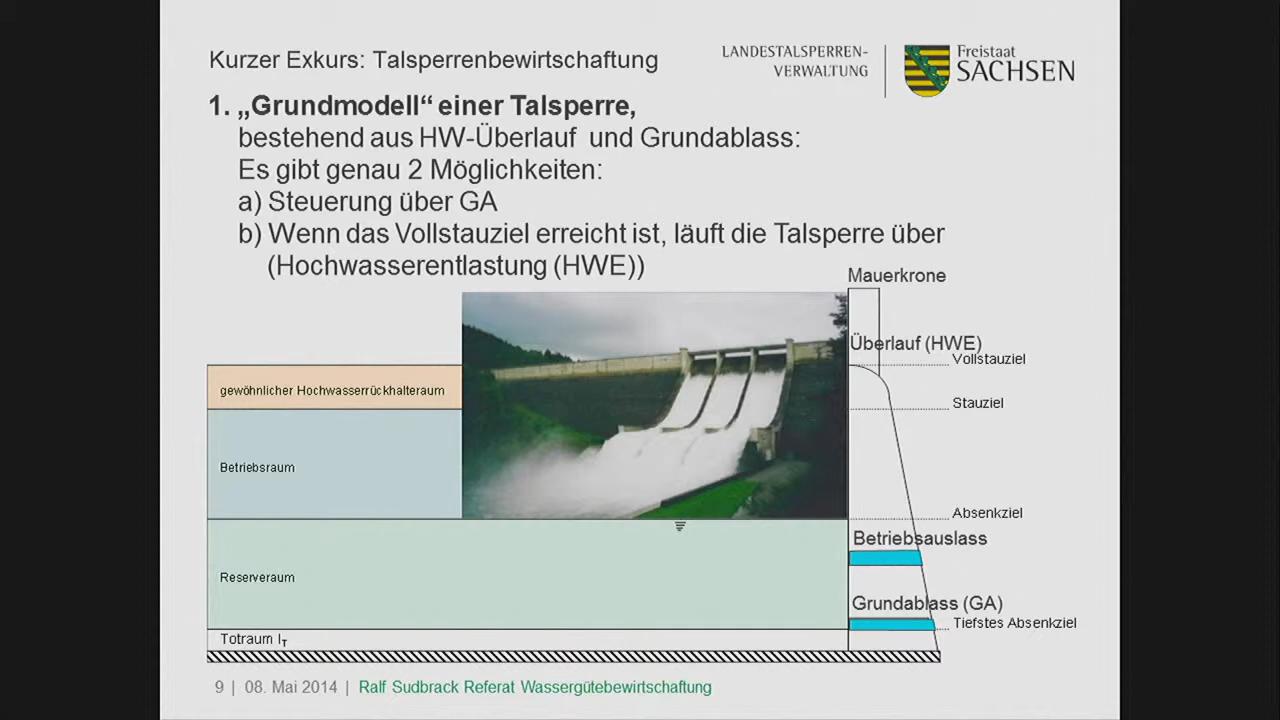 Kurzer Exkurs: Talsperrenbewirtschaftung
LANDESTALSPERREN-
VERWALTUNG
Freistaat
SACHSEN
1. „Grundmodell“ einer Talsperre,
bestehend aus HW-Überlauf und Grundablass:
Es gibt genau 2 Möglichkeiten:
a) Steuerung über GA
b) Wenn das Vollstauziel erreicht ist, läuft die Talsperre über
(Hochwasserentlastung (HWE))
Mauerkrone
Überlauf (HWE)
Vollstauziel
gewöhnlicher Hochwasserrückhalteraum
Stauziel
Betriebsraum
Absenkziel
Betriebsauslass
Reserveraum
Grundablass (GA)
Tiefstes Absenkziel
Totraum I_T
9 | 08. Mai 2014 | Ralf Sudbrack Referat Wassergütebewirtschaftung